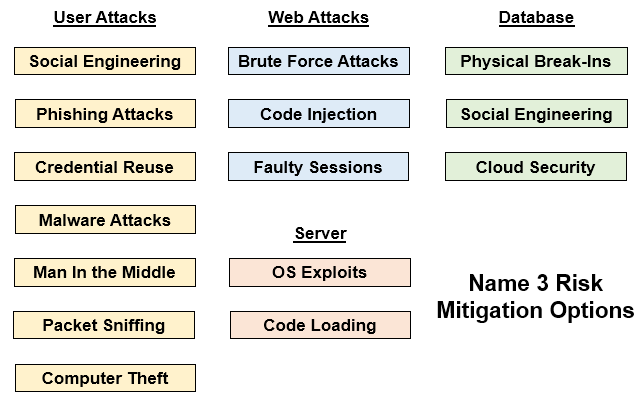 User Attacks
Social Engineering
Phishing Attacks
Credential Reuse
Malware Attacks
Man In the Middle
Packet Sniffing
Computer Theft
Web Attacks
Brute Force Attacks
Code Injection
Faulty Sessions
Server
OS Exploits
Code Loading
Database
Physical Break-Ins
Social Engineering
Cloud Security
Name 3 Risk
Mitigation Options